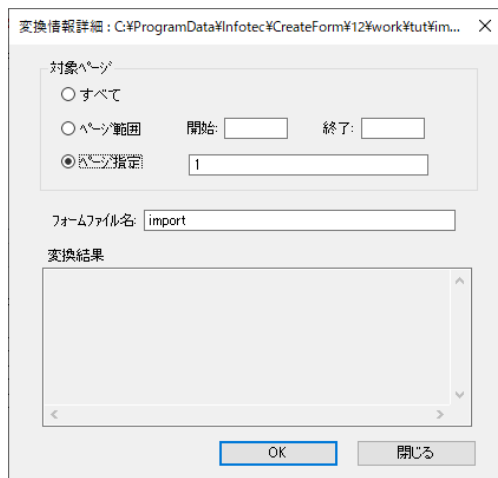 変換情報詳細 : C:¥ProgramData¥Infotec¥CreateForm¥12¥work¥tut¥im...
対象ページ
すべて
ページ範囲 開始: 終了:
ページ指定 1
フォームファイル名: import
変換結果
OK 閉じる